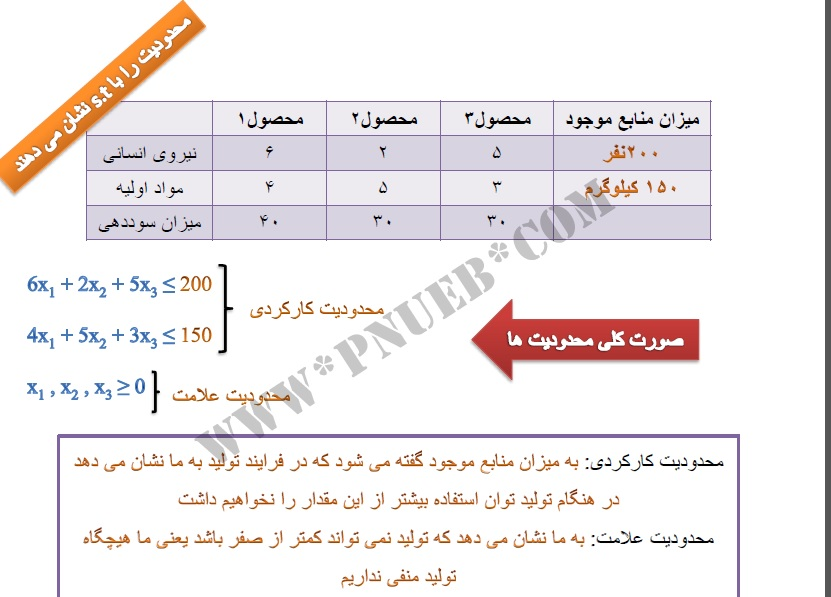 محدودیت را با s.t نشان می دهند
محصول۱ محصول۲ محصول۳ میزان منابع موجود
نیروی انسانی ۶ ۲ ۵ ۲۰۰نفر
مواد اولیه ۴ ۵ ۳ ۱۵۰ کیلوگرم
میزان سوددهی ۴۰ ۳۰ ۳۰
6x₁ + 2x₂ + 5x₃ ≤ 200
4x₁ + 5x₂ + 3x₃ ≤ 150
محدودیت کارکردی
صورت کلی محدودیت ها
x₁ , x₂ , x₃ ≥ 0
محدودیت علامت
WWW*PNUEB*COM
محدودیت کارکردی: به میزان منابع موجود گفته می شود که در فرایند تولید به ما نشان می دهد
در هنگام تولید توان استفاده بیشتر از این مقدار را نخواهیم داشت
محدودیت علامت: به ما نشان می دهد که تولید نمی تواند کمتر از صفر باشد یعنی ما هیچگاه
تولید منفی نداریم